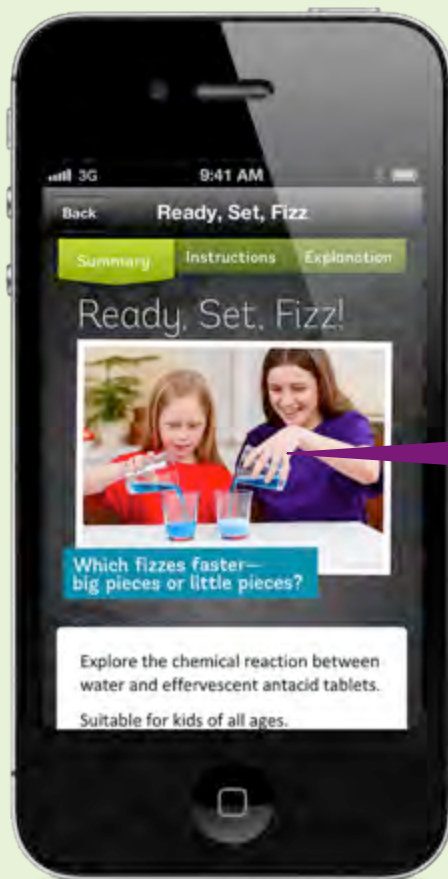 3G 9:41 AM
Back Ready, Set, Fizz
Summary Instructions Explanation
Ready, Set, Fizz!
Which fizzes faster—
big pieces or little pieces?
Explore the chemical reaction between
water and effervescent antacid tablets.
Suitable for kids of all ages.